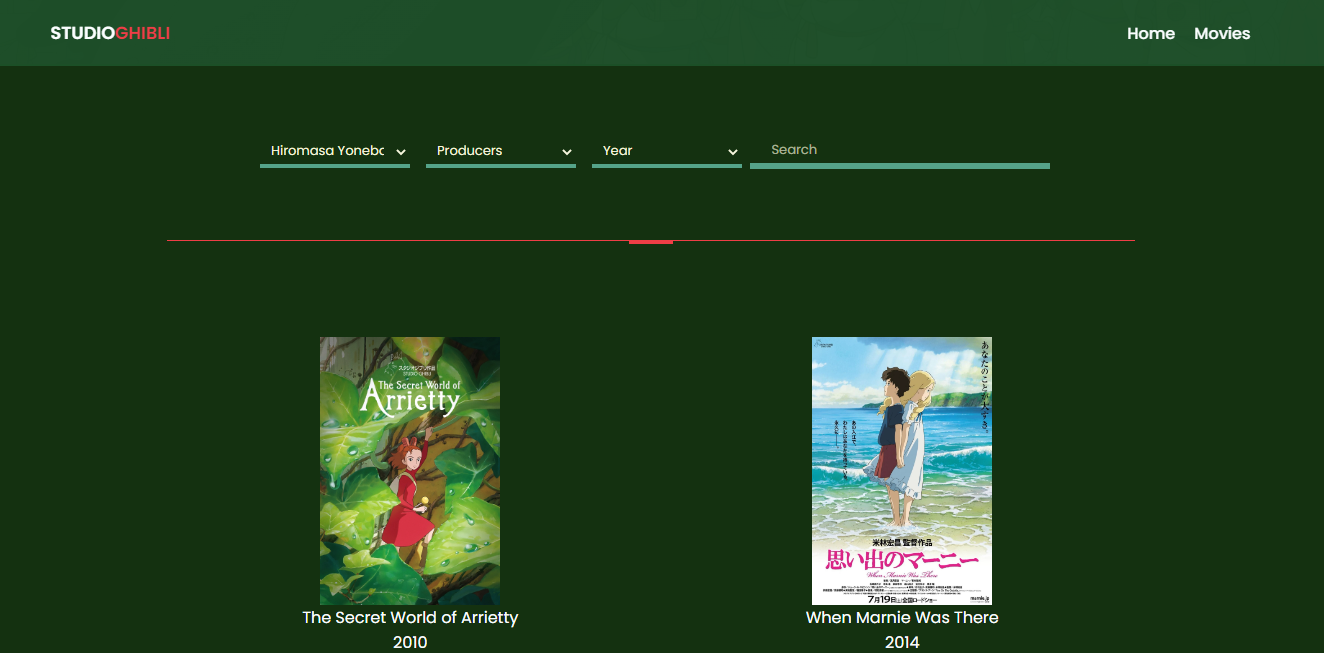 STUDIOGHIBLI
Home Movies
Hiromasa Yonebc
Producers
Year
Search
スタジオジブリ作品
STUDIO GHIBLI
The Secret World of
Arrietty
The Secret World of Arrietty
2010
あなたのことが大すき。
米林宏昌 監督作品
思い出のマーニー
When Marnie Was There
7月19日(土)全国ロードショー
marnie.jp
When Marnie Was There
2014